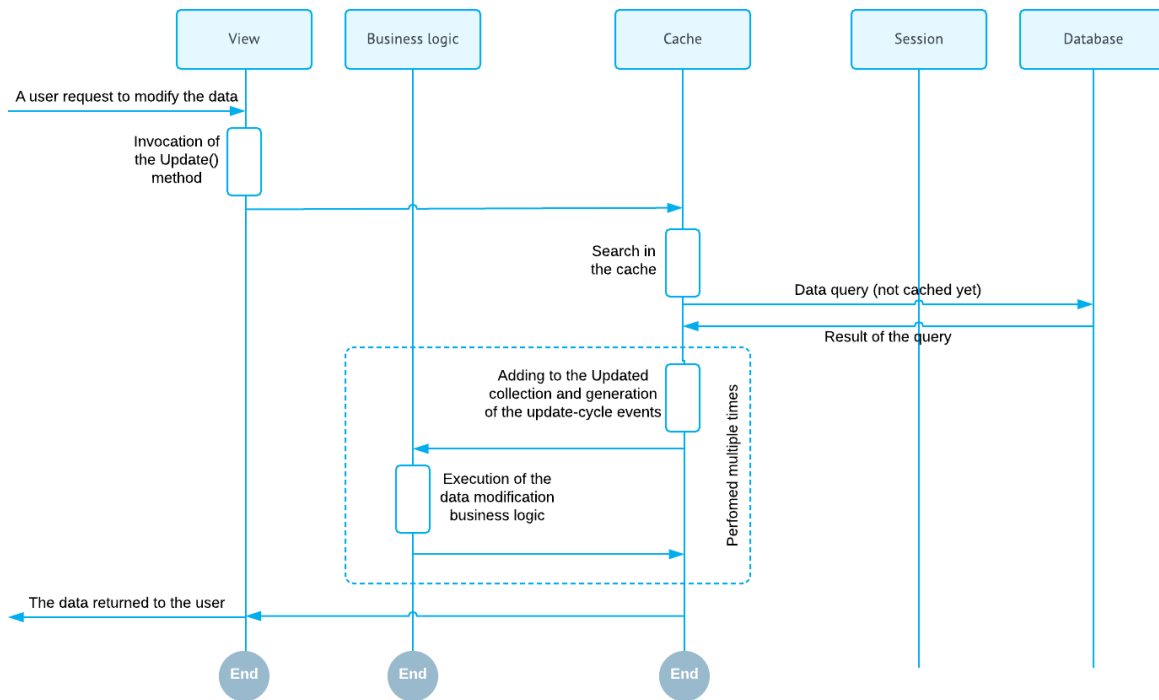 View
Business logic
Cache
Session
Database
A user request to modify the data
Invocation of
the Update()
method
Search in
the cache
Data query (not cached yet)
Result of the query
Adding to the Updated
collection and generation
of the update-cycle events
Perfomed multiple times
Execution of the
data modification
business logic
The data returned to the user
End
End
End